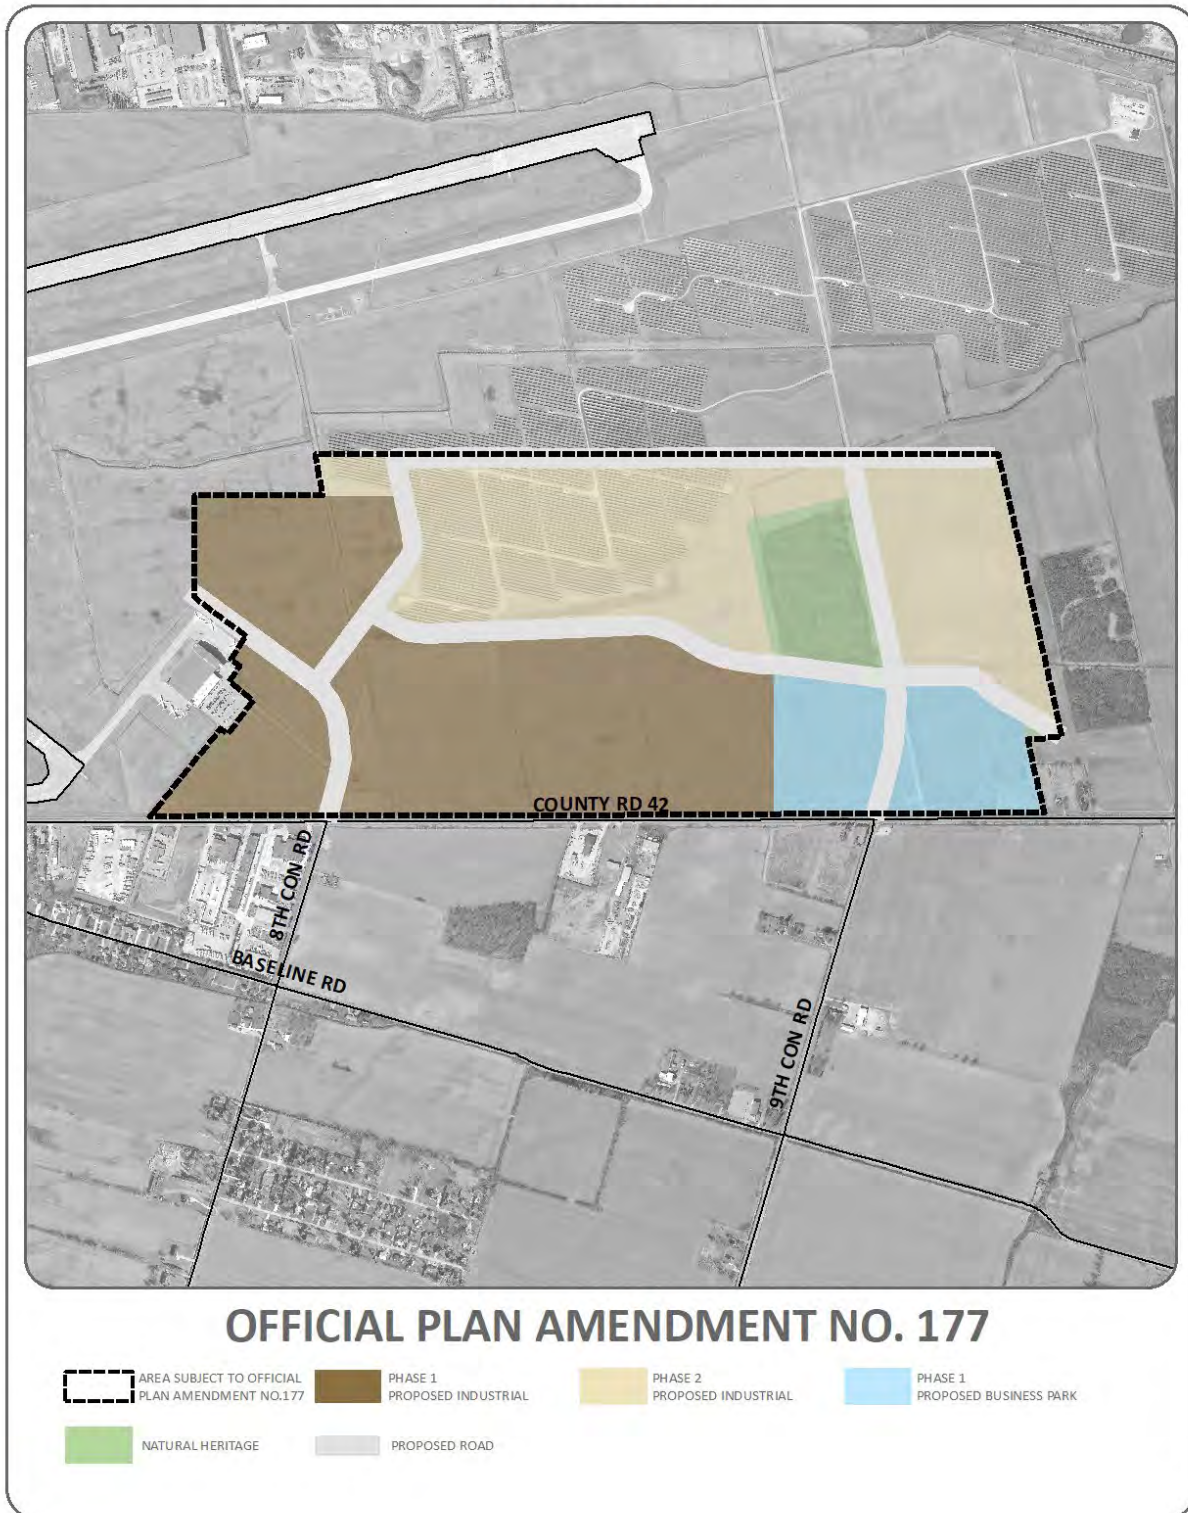 COUNTY RD 42
8TH CON RD
BASELINE RD
9TH CON RD
OFFICIAL PLAN AMENDMENT NO. 177
AREA SUBJECT TO OFFICIAL
PLAN AMENDMENT NO.177
PHASE 1
PROPOSED INDUSTRIAL
PHASE 2
PROPOSED INDUSTRIAL
PHASE 1
PROPOSED BUSINESS PARK
NATURAL HERITAGE
PROPOSED ROAD